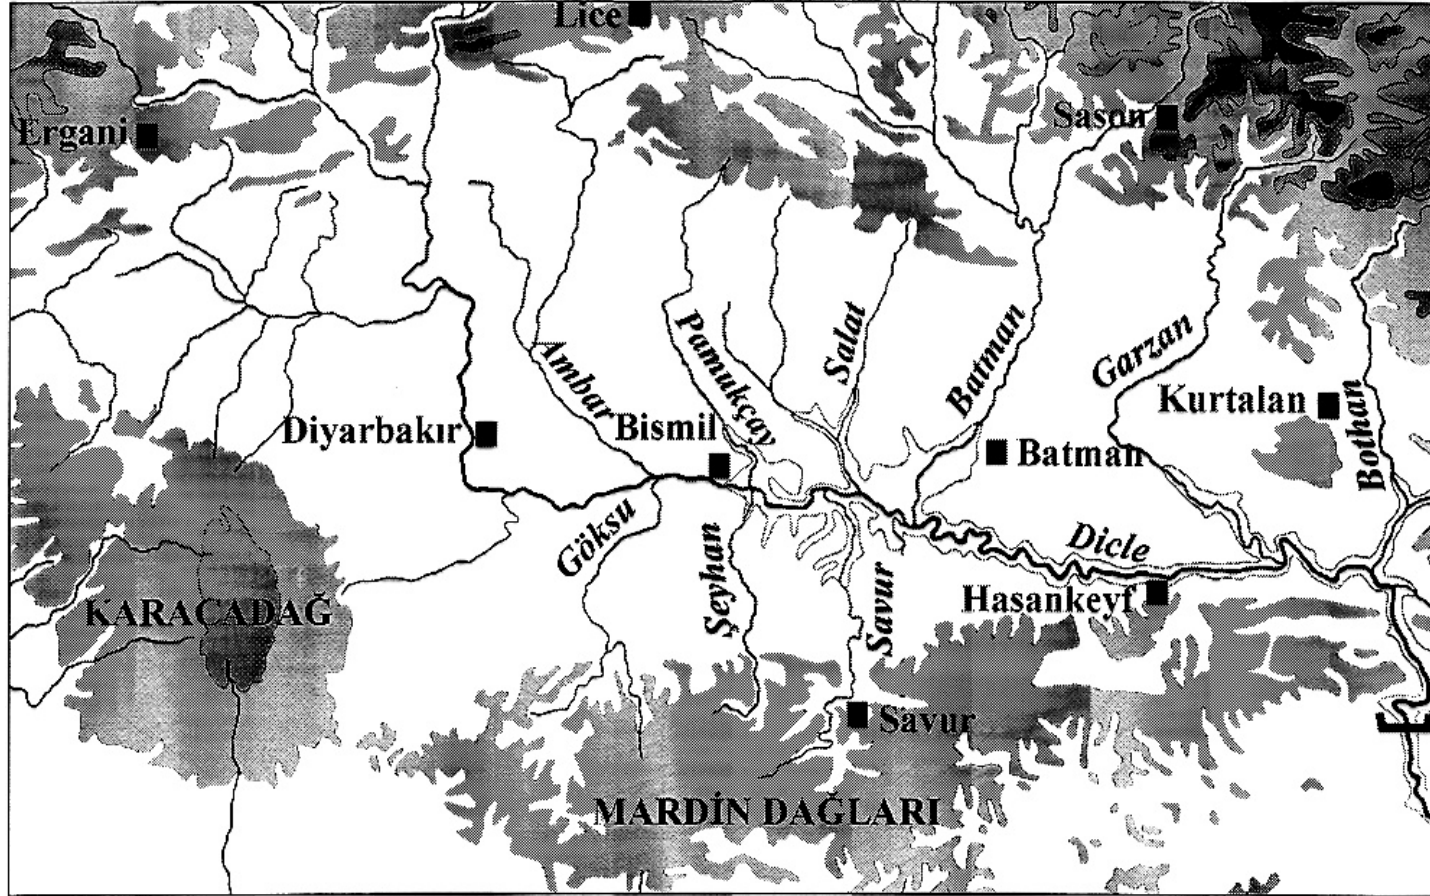 Lice
Sason
Ergani
Pamukçay
Salat
Batman
Garzan
Ambar
Diyarbakır
Bismil
Kurtalan
Batman
Bothan
Göksu
Şeyhan
Savur
Dicle
Hasankeyf
KARACADAĞ
Savur
MARDİN DAĞLARI